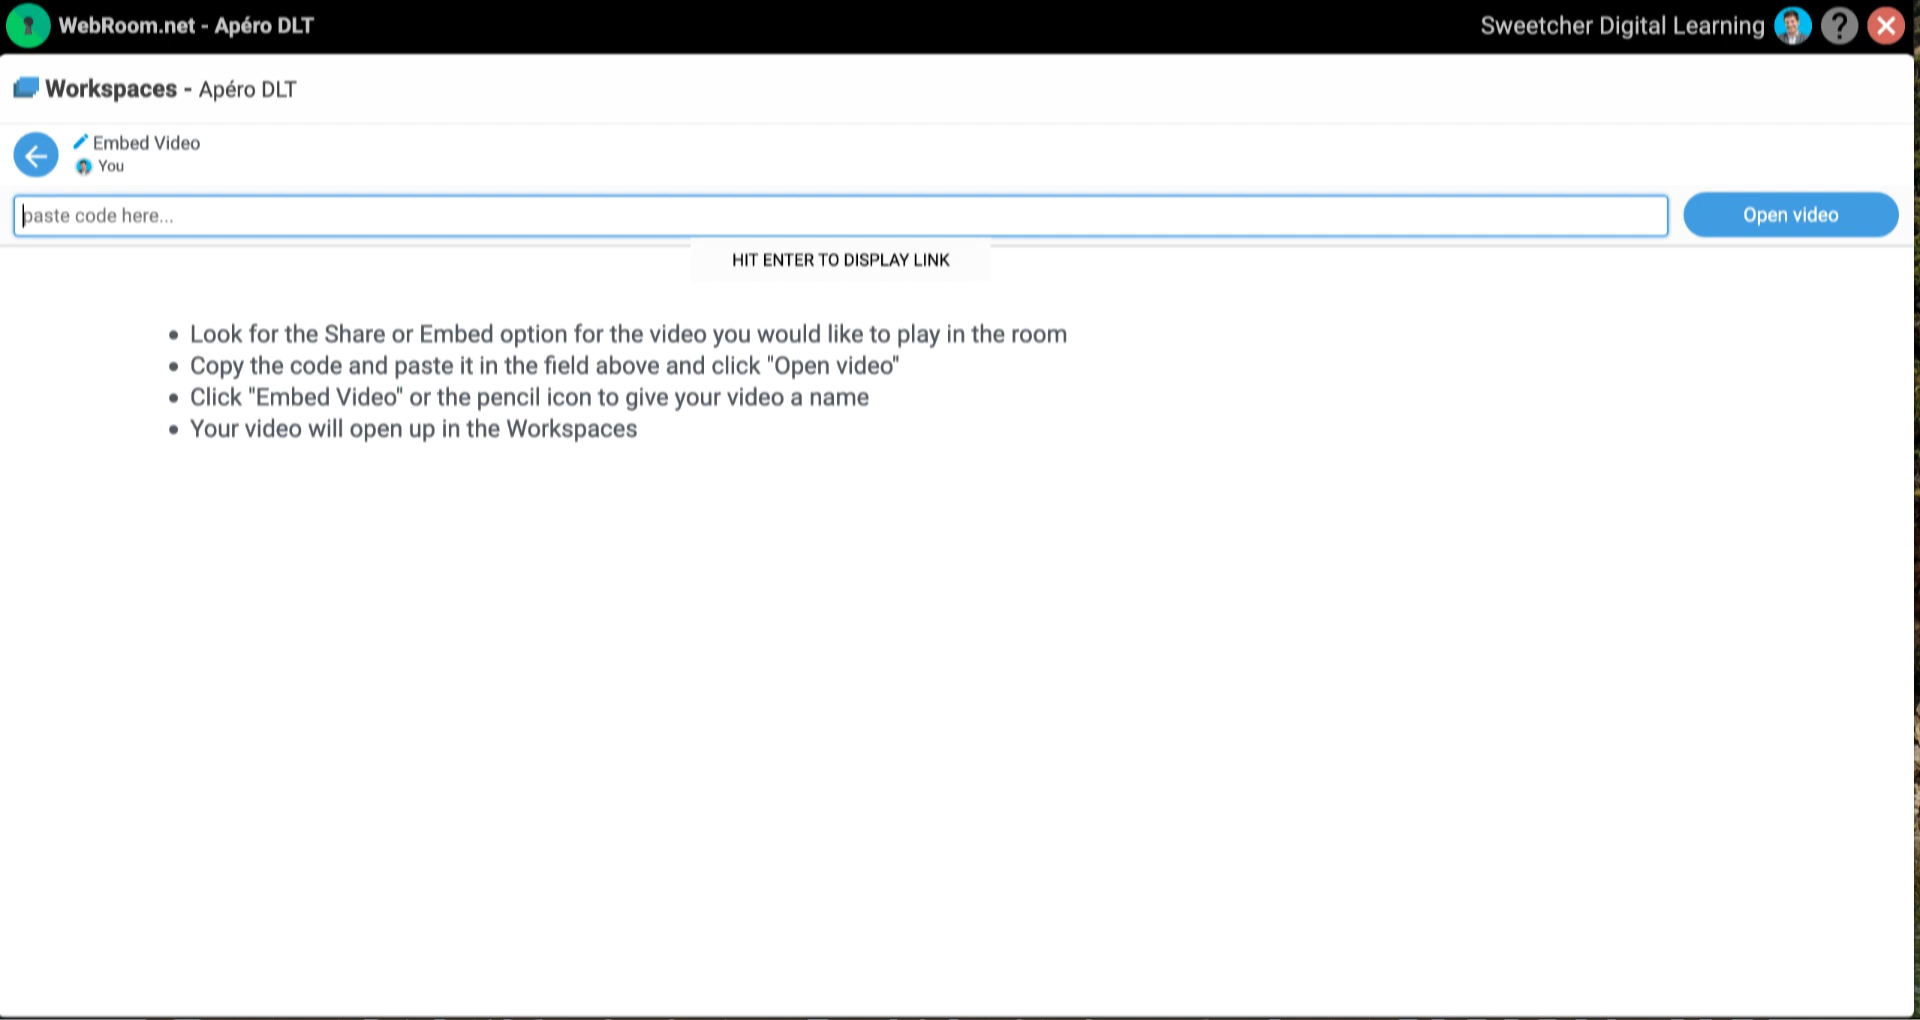 WebRoom.net - Apéro DLT
Sweetcher Digital Learning
Workspaces - Apéro DLT
Embed Video
You
paste code here...
Open video
HIT ENTER TO DISPLAY LINK
Look for the Share or Embed option for the video you would like to play in the room
Copy the code and paste it in the field above and click "Open video"
Click "Embed Video" or the pencil icon to give your video a name
Your video will open up in the Workspaces